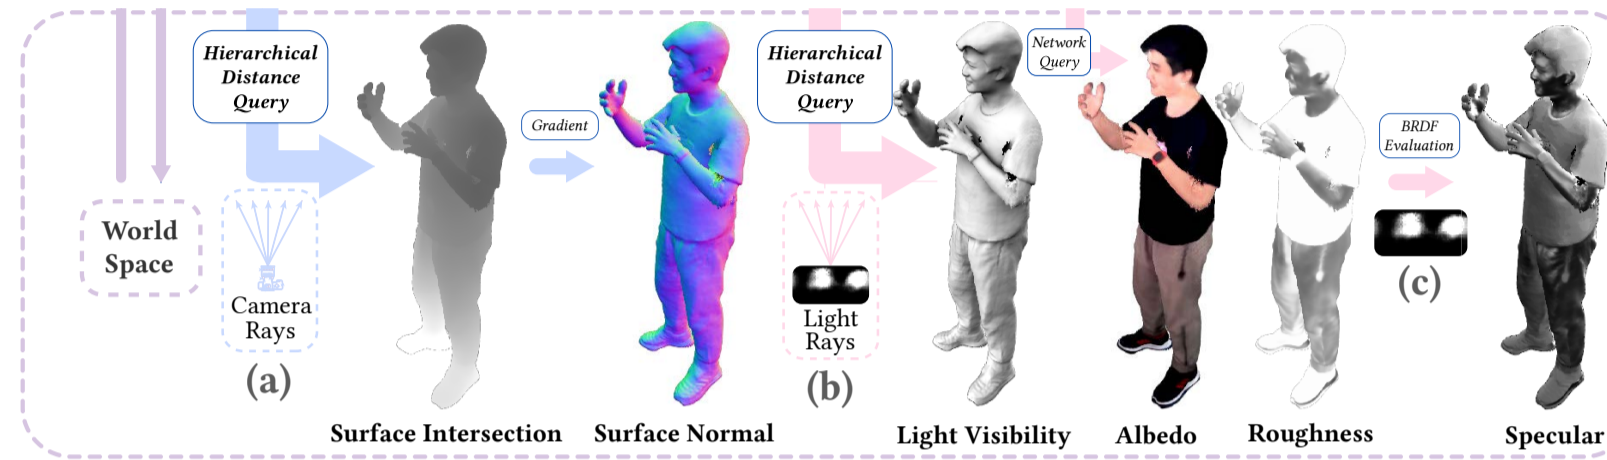 World
Space
Hierarchical
Distance
Query
Camera
Rays
(a)
Surface Intersection
Gradient
Surface Normal
Hierarchical
Distance
Query
Light
Rays
(b)
Light Visibility
Network
Query
Albedo
Roughness
BRDF
Evaluation
(c)
Specular